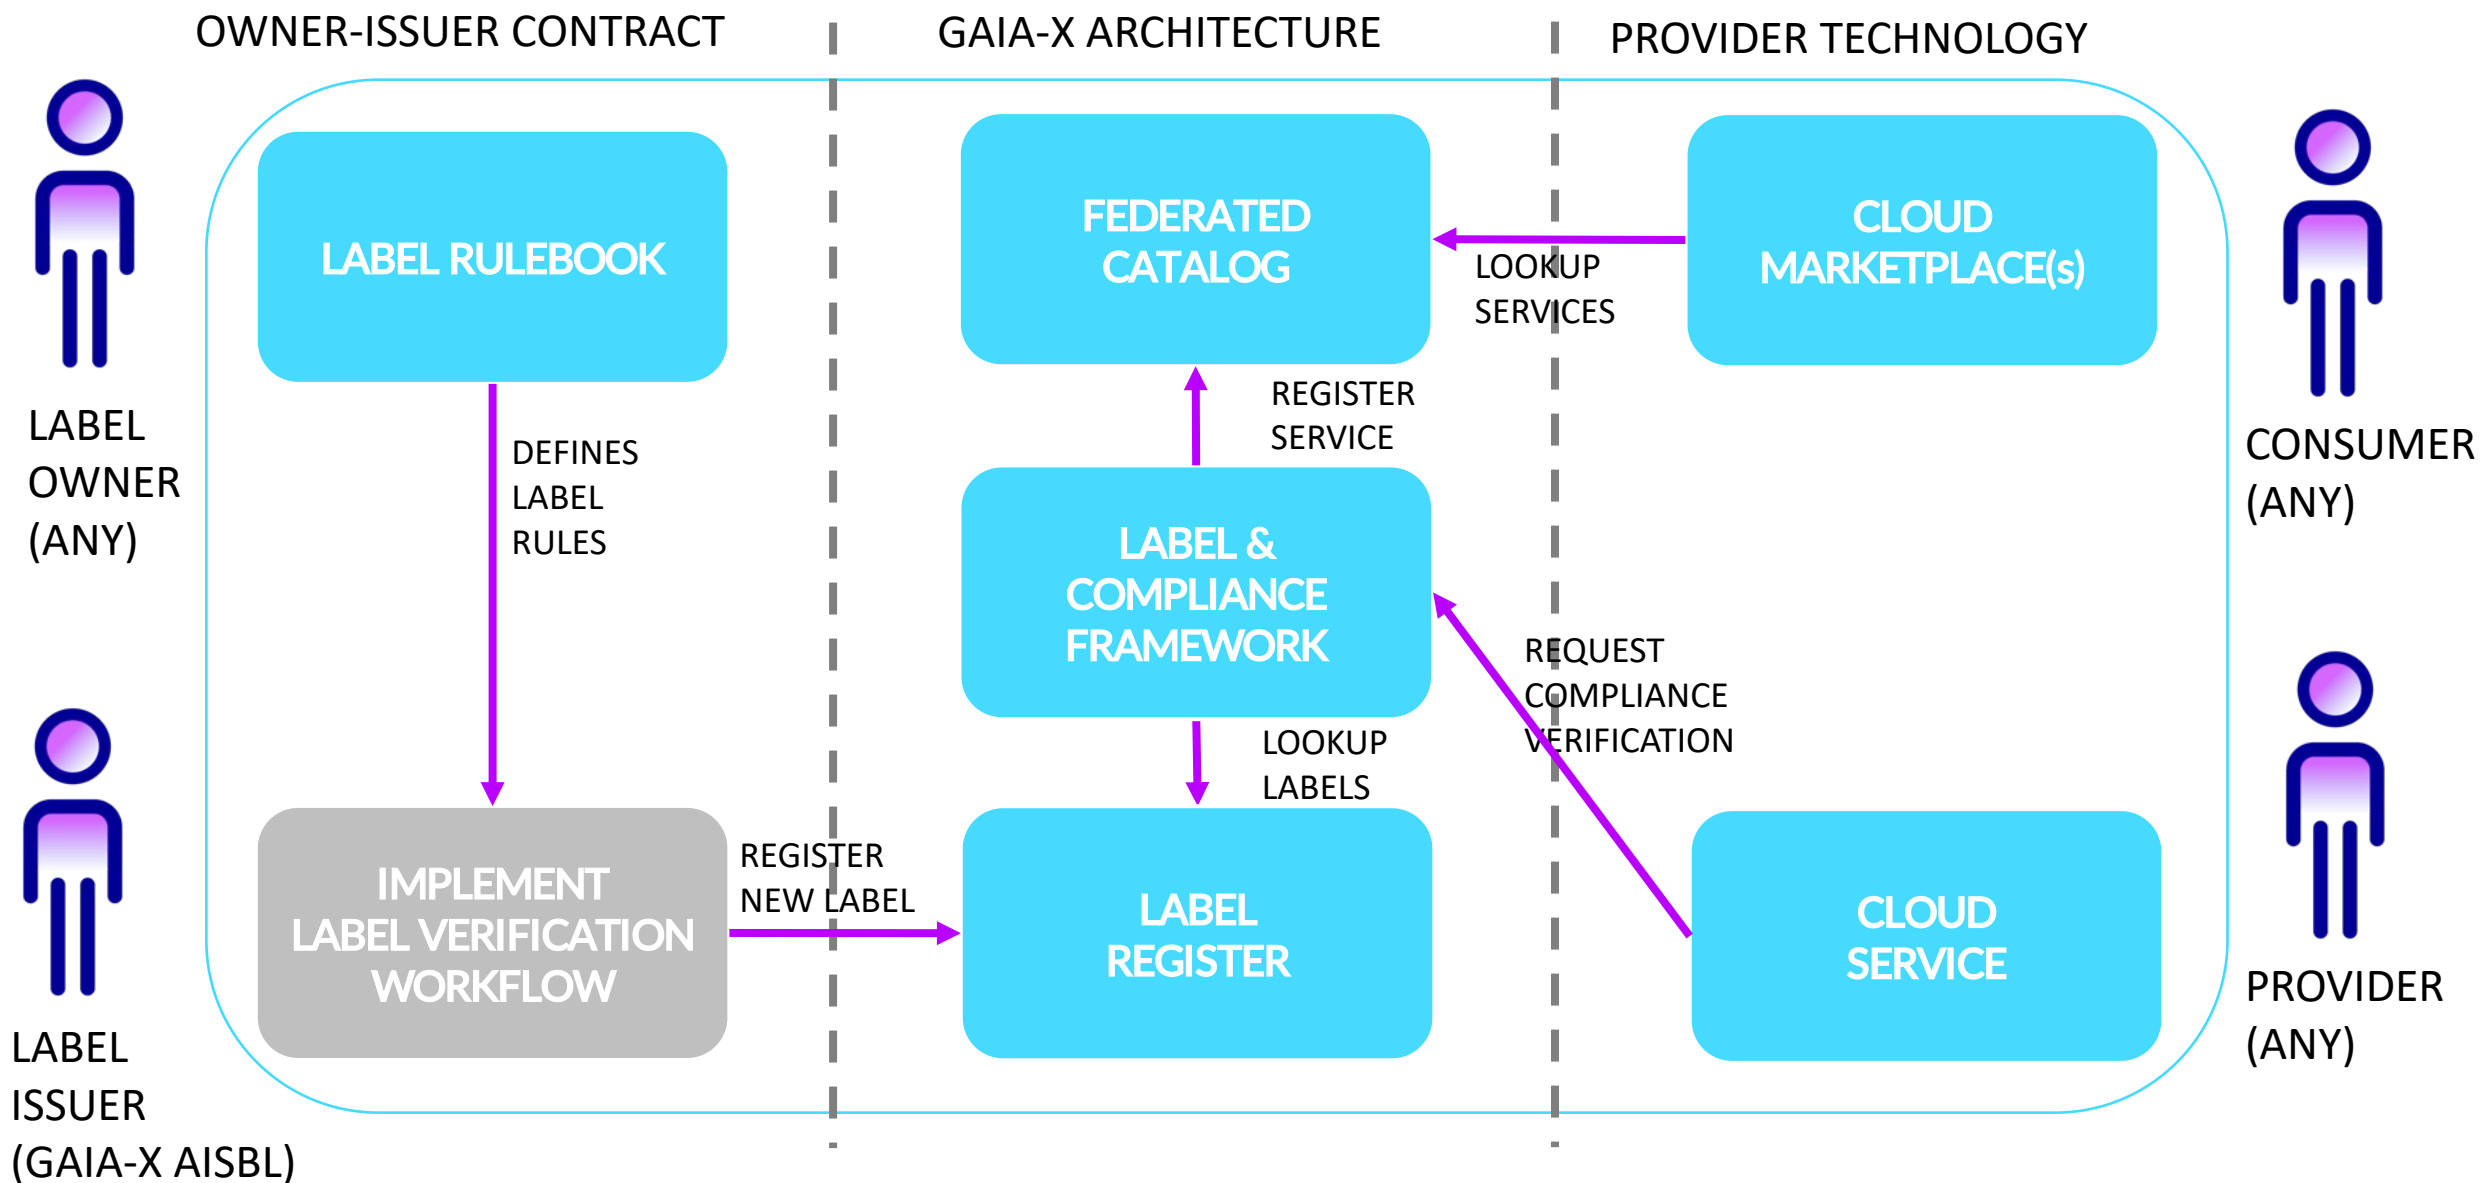 OWNER-ISSUER CONTRACT
GAIA-X ARCHITECTURE
PROVIDER TECHNOLOGY
LABEL
OWNER
(ANY)
LABEL RULEBOOK
DEFINES
LABEL
RULES
LABEL
ISSUER
(GAIA-X AISBL)
IMPLEMENT
LABEL VERIFICATION
WORKFLOW
REGISTER
NEW LABEL
FEDERATED
CATALOG
REGISTER
SERVICE
LABEL &
COMPLIANCE
FRAMEWORK
LOOKUP
LABELS
LABEL
REGISTER
LOOKUP
SERVICES
CLOUD
MARKETPLACE(s)
REQUEST
COMPLIANCE
VERIFICATION
CLOUD
SERVICE
CONSUMER
(ANY)
PROVIDER
(ANY)